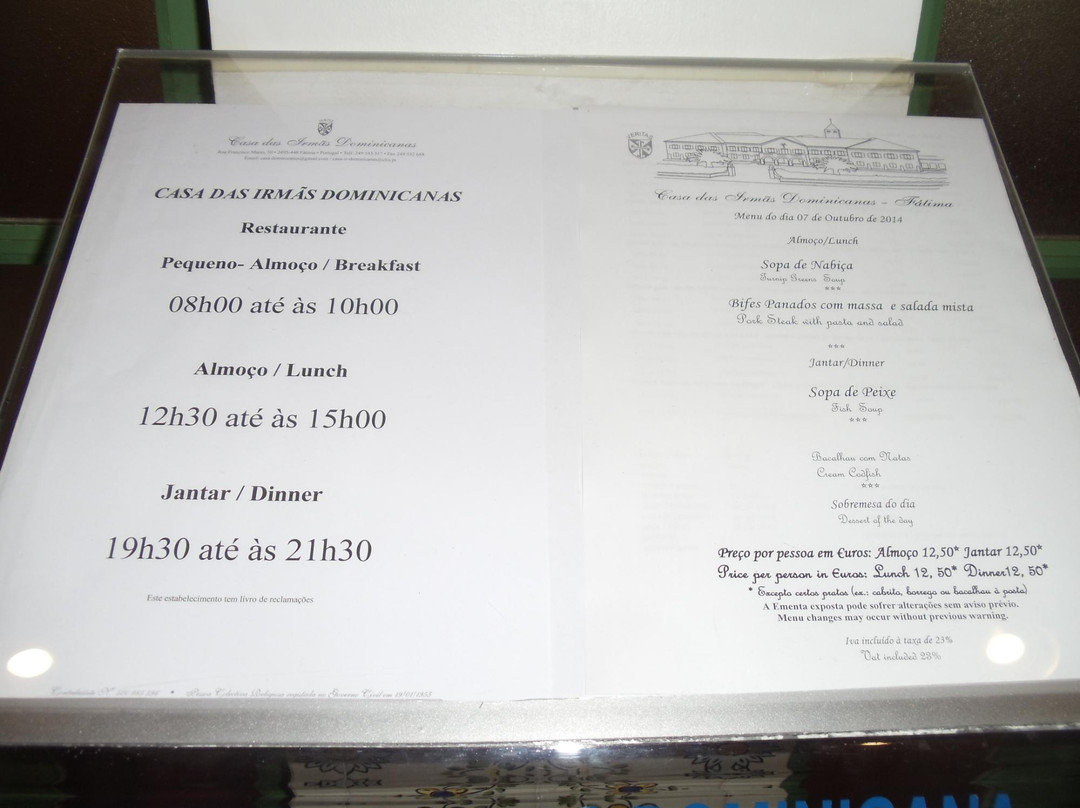 Casa das Irmãs Dominicanas
CASA DAS IRMÃS DOMINICANAS
Restaurante
Pequeno- Almoço / Breakfast
08h00 até às 10h00
Almoço / Lunch
12h30 até às 15h00
Jantar / Dinner
19h30 até às 21h30
Este estabelecimento tem livro de reclamações
VERITAS
Casa das Irmãs Dominicanas - Fátima
Menu do dia 07 de Outubro de 2014
Almoço/Lunch
Sopa de Nabiça
Turnip Greens Soup
***
Bifes Panados com massa e salada mista
Pork Steak with pasta and salad
***
Jantar/Dinner
Sopa de Peixe
Fish Soup
***
Bacalhau com Natas
Cream Codfish
***
Sobremesa do dia
Dessert of the day
Preço por pessoa em Euros: Almoço 12,50* Jantar 12,50*
Price per person in Euros: Lunch 12, 50* Dinner12, 50*
* Excepto certos pratos (ex.: cabrito, borrego ou bacalhau à posta)
A Ementa exposta pode sofrer alterações sem aviso prévio.
Menu changes may occur without previous warning.
Iva incluído à taxa de 23%
Vat included 23%